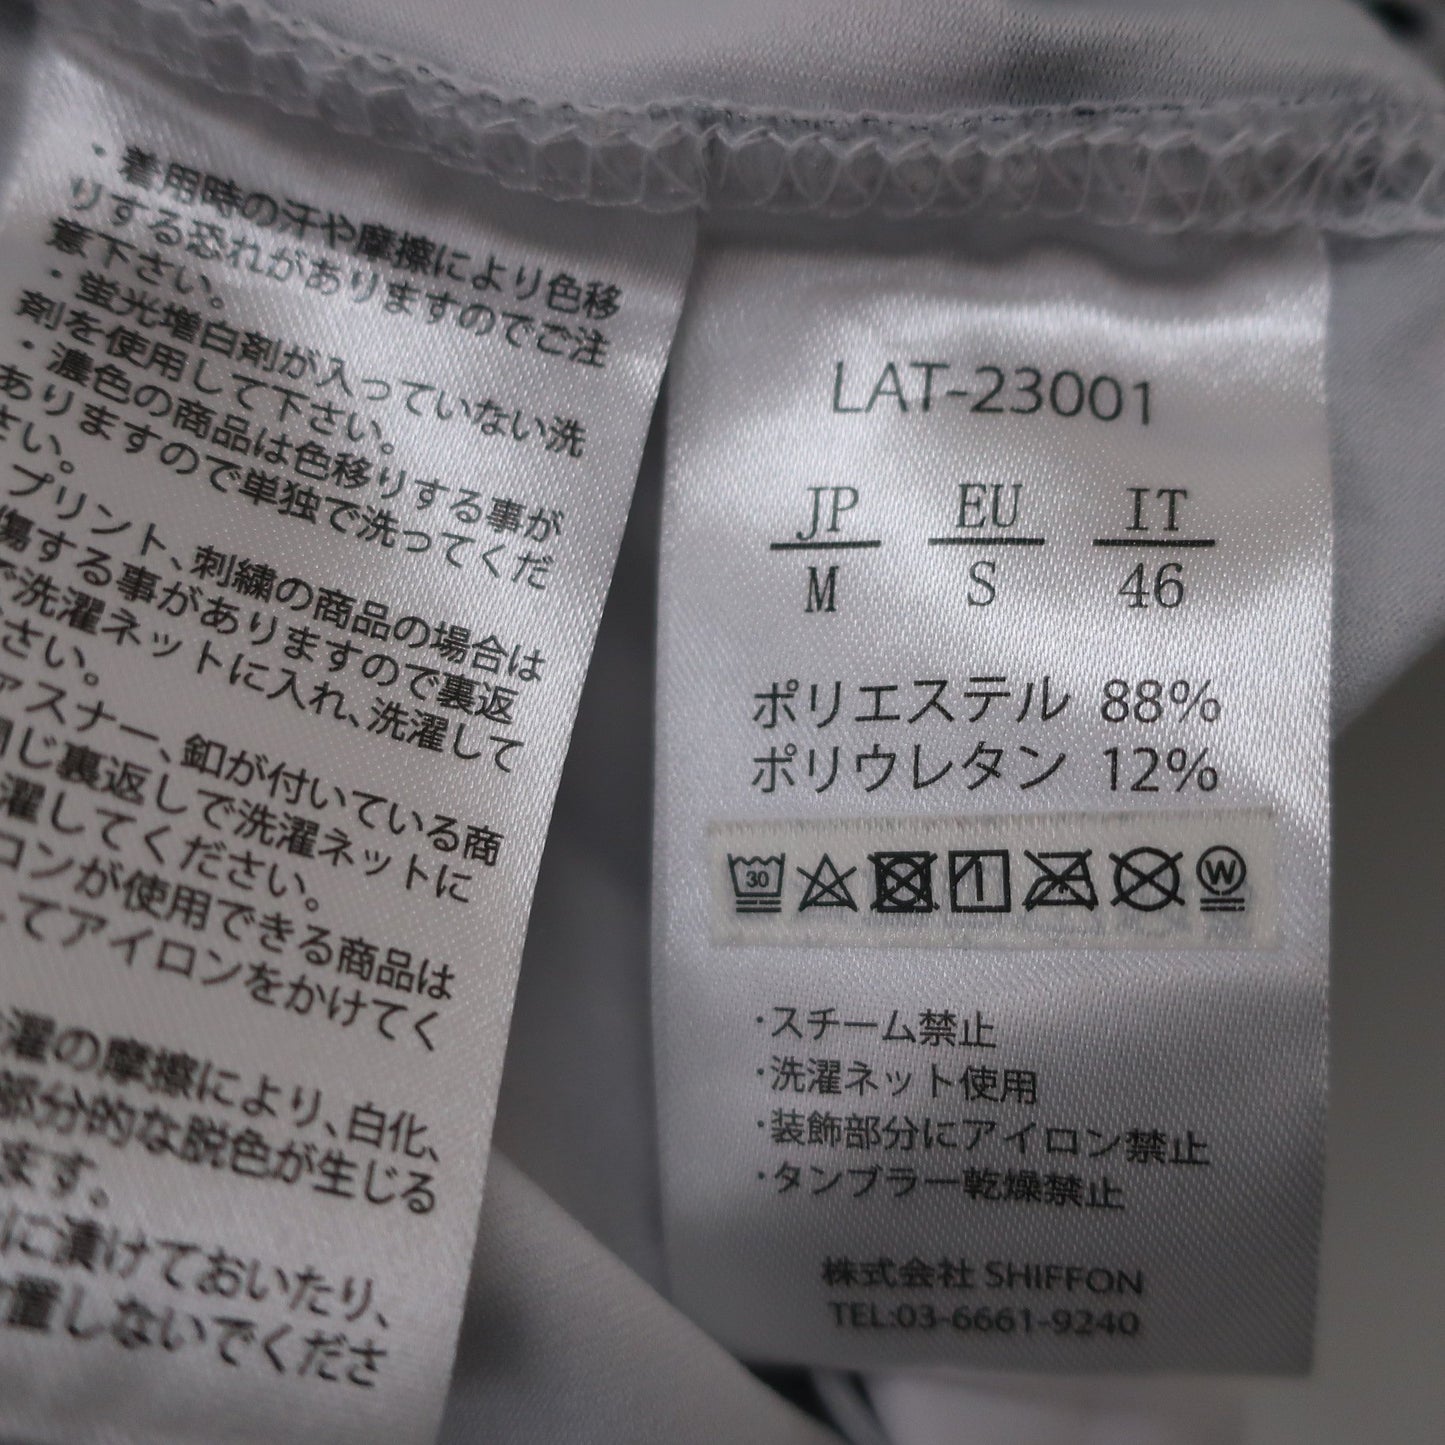 ・着用時の汗や摩擦により色移
りする恐れがありますのでご注
意下さい。
・蛍光増白剤が入っていない洗
剤を使用して下さい。
・濃色の商品は色移りする事が
ありますので単独で洗ってくだ
さい。
プリント、刺繍の商品の場合は
傷する事がありますので裏返
で洗濯ネットに入れ、洗濯して
ださい。
ァスナー、釦が付いている商
同じ裏返しで洗濯ネットに
濯してください。
ロンが使用できる商品は
てアイロンをかけてく
濯の摩擦により、白化、
部分的な脱色が生じる
ます。
に漬けておいたり、
置しないでくださ
LAT-23001
JP EU IT
M S 46
ポリエステル 88%
ポリウレタン 12%
30 W
・スチーム禁止
・洗濯ネット使用
・装飾部分にアイロン禁止
・タンブラー乾燥禁止
株式会社 SHIFFON
TEL:03-6661-9240